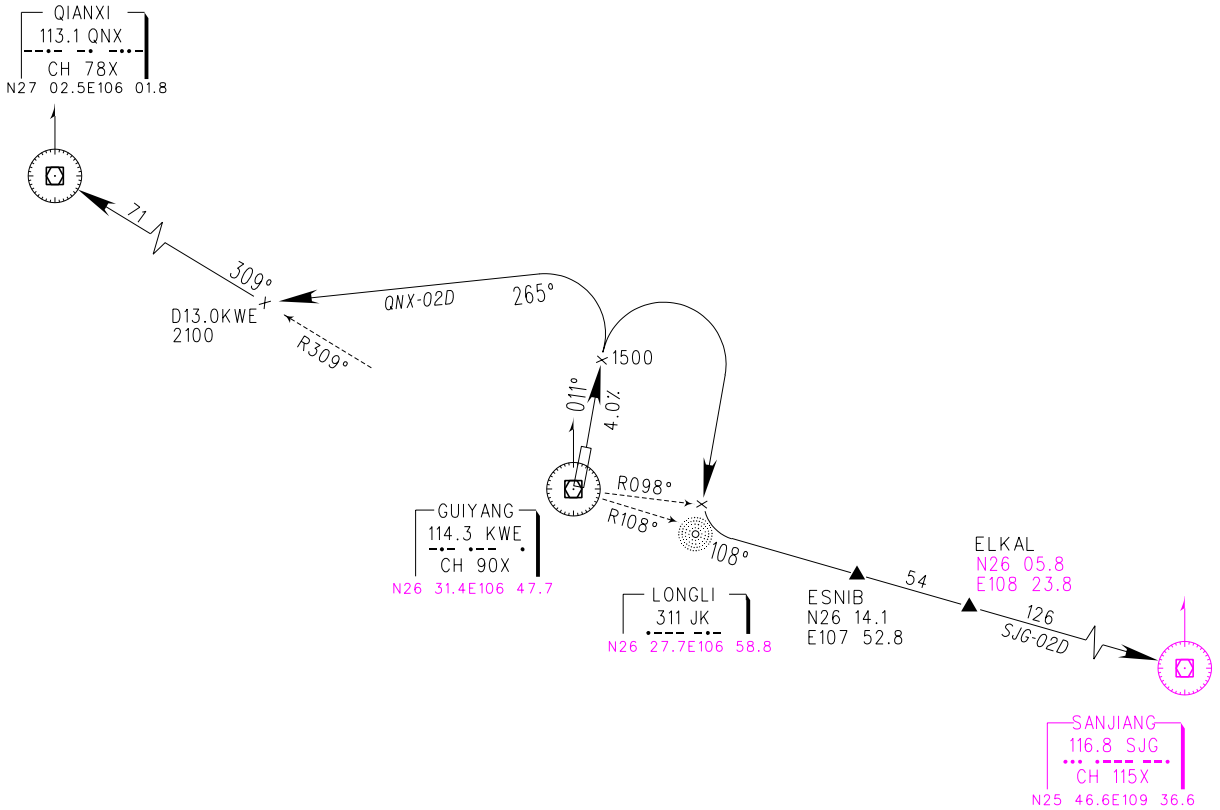 QIANXI
113.1 QNX
CH 78X
N27 02.5E106 01.8
71
309°
D13.0KWE
2100
R309°
QNX-02D
265°
1500
011°
4.0%
R098°
R108°
108°
GUIYANG
114.3 KWE
CH 90X
N26 31.4E106 47.7
LONGLI
311 JK
N26 27.7E106 58.8
ESNIB
N26 14.1
E107 52.8
54
ELKAL
N26 05.8
E108 23.8
126
SJG-02D
SANJIANG
116.8 SJG
CH 115X
N25 46.6E109 36.6